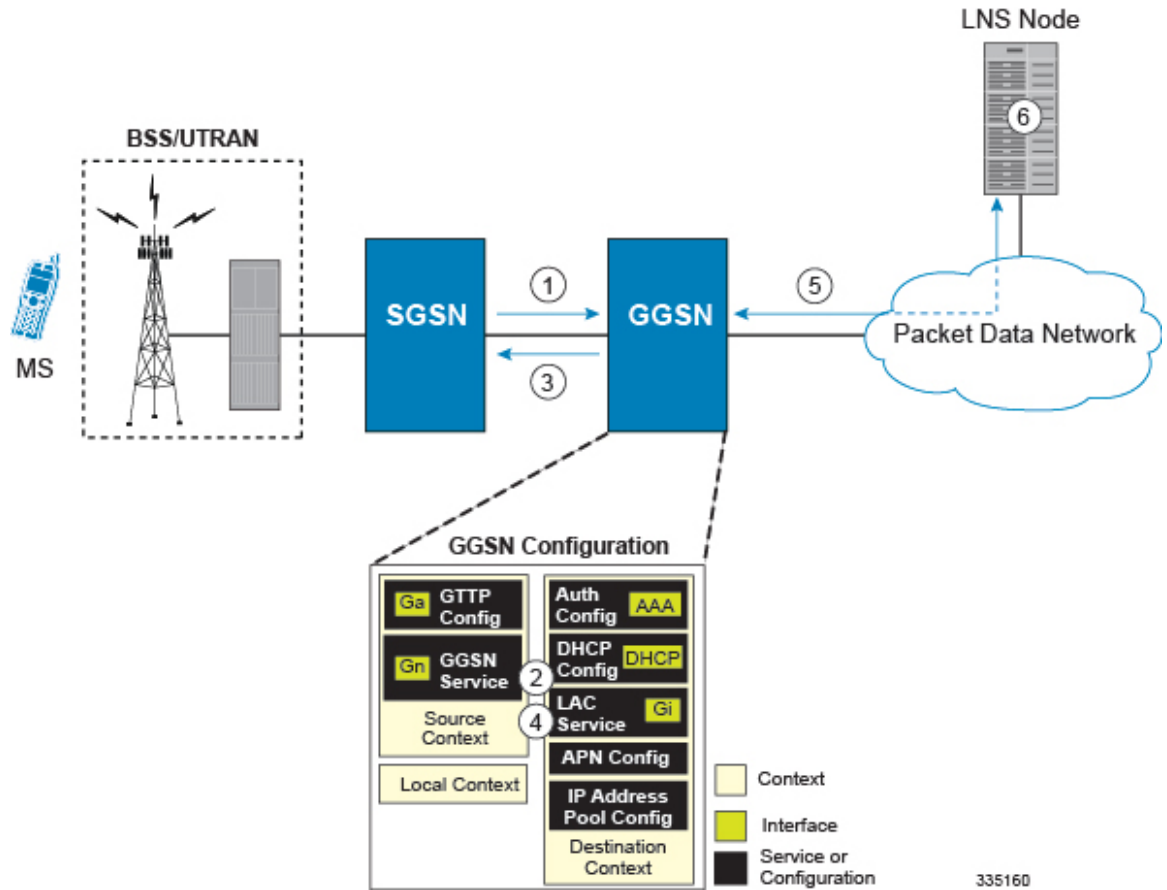 LNS Node
6
BSS/UTRAN
MS
SGSN
1
3
GGSN
5
Packet Data Network
GGSN Configuration
Ga
GTTP
Config
Gn
GGSN
Service
Source
Context
Local Context
2
4
Auth
Config
AAA
DHCP
Config
DHCP
LAC
Service
Gi
APN Config
IP Address
Pool Config
Destination
Context
Context
Interface
Service or
Configuration
335160